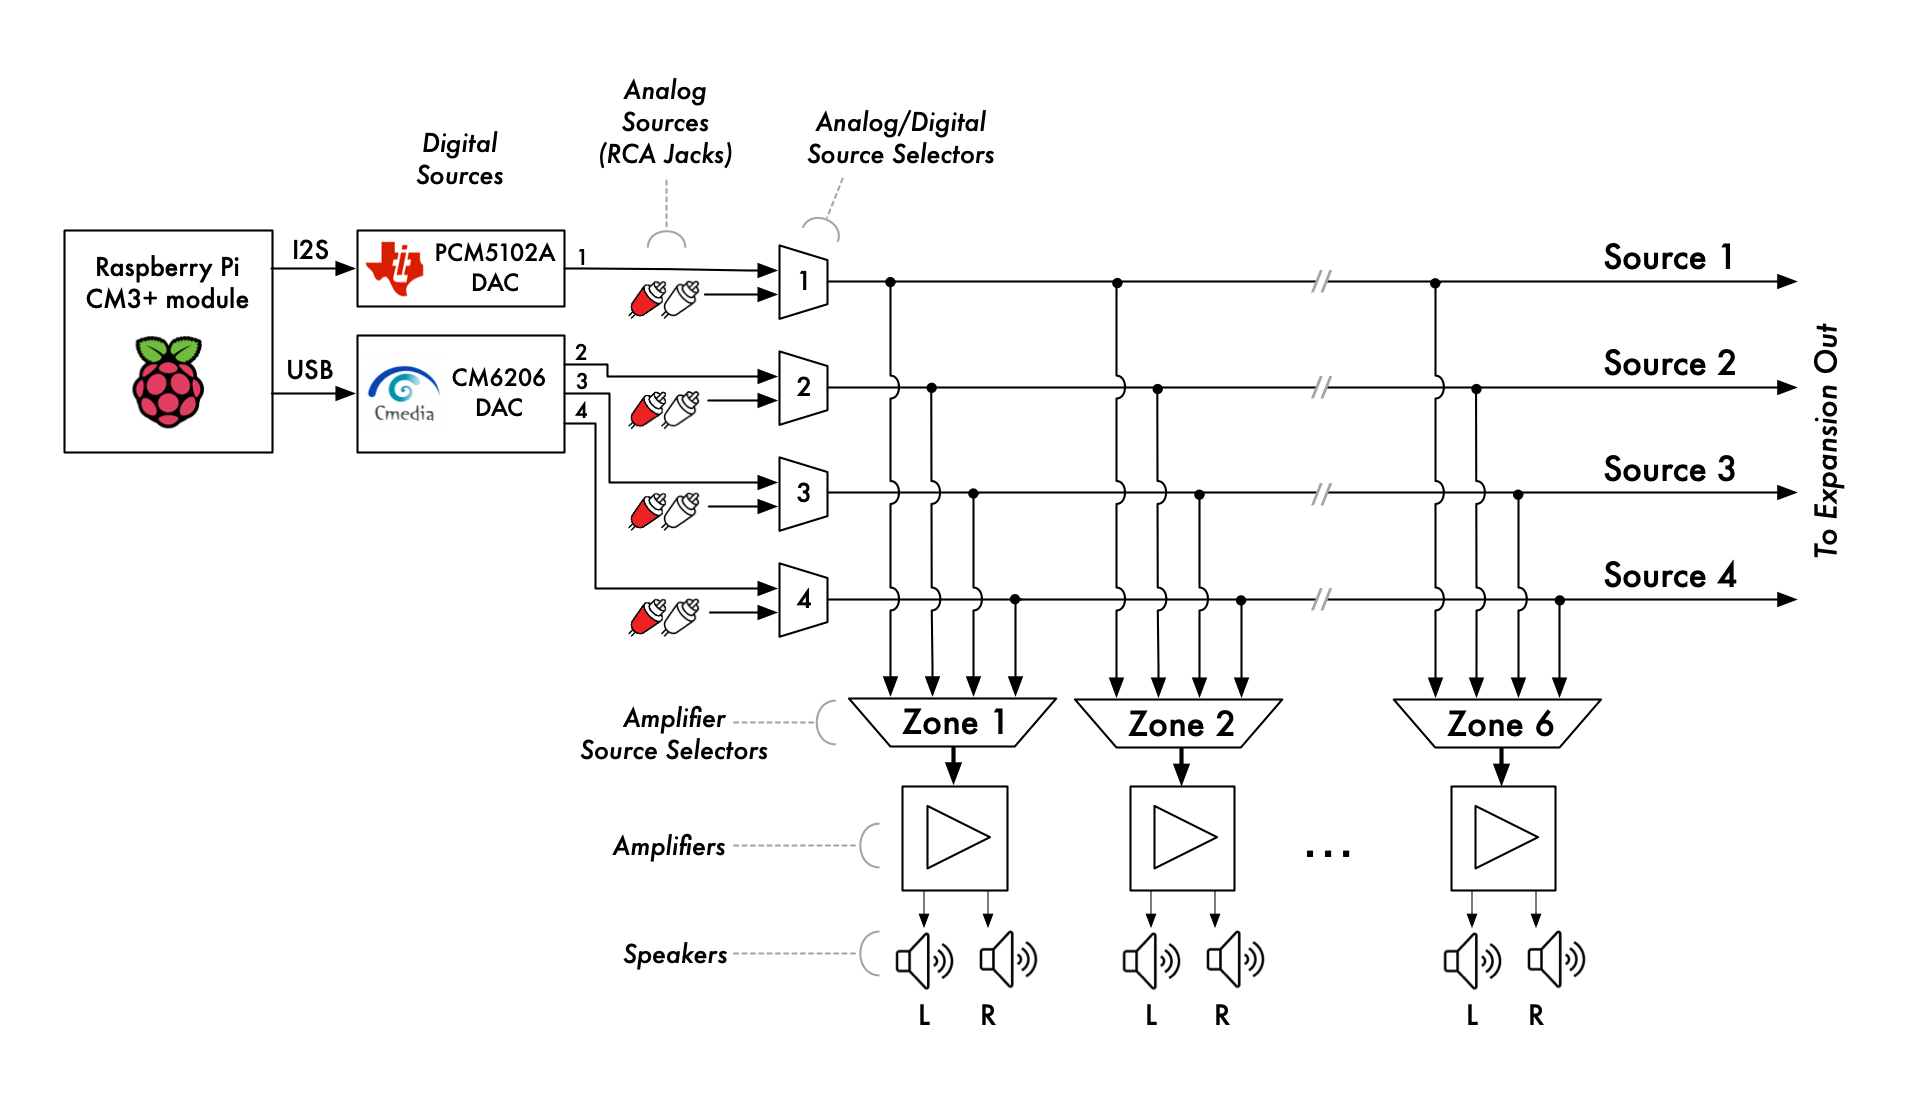 Analog
Sources
(RCA Jacks)
Analog/Digital
Source Selectors
Digital
Sources
Raspberry Pi
CM3+ module
I2S
USB
PCM5102A
DAC
1
Cmedia
CM6206
DAC
2
3
4
1
2
3
4
Source 1
Source 2
Source 3
Source 4
To Expansion Out
Amplifier
Source Selectors
Zone 1
Zone 2
Zone 6
Amplifiers
...
Speakers
L
R
L
R
L
R